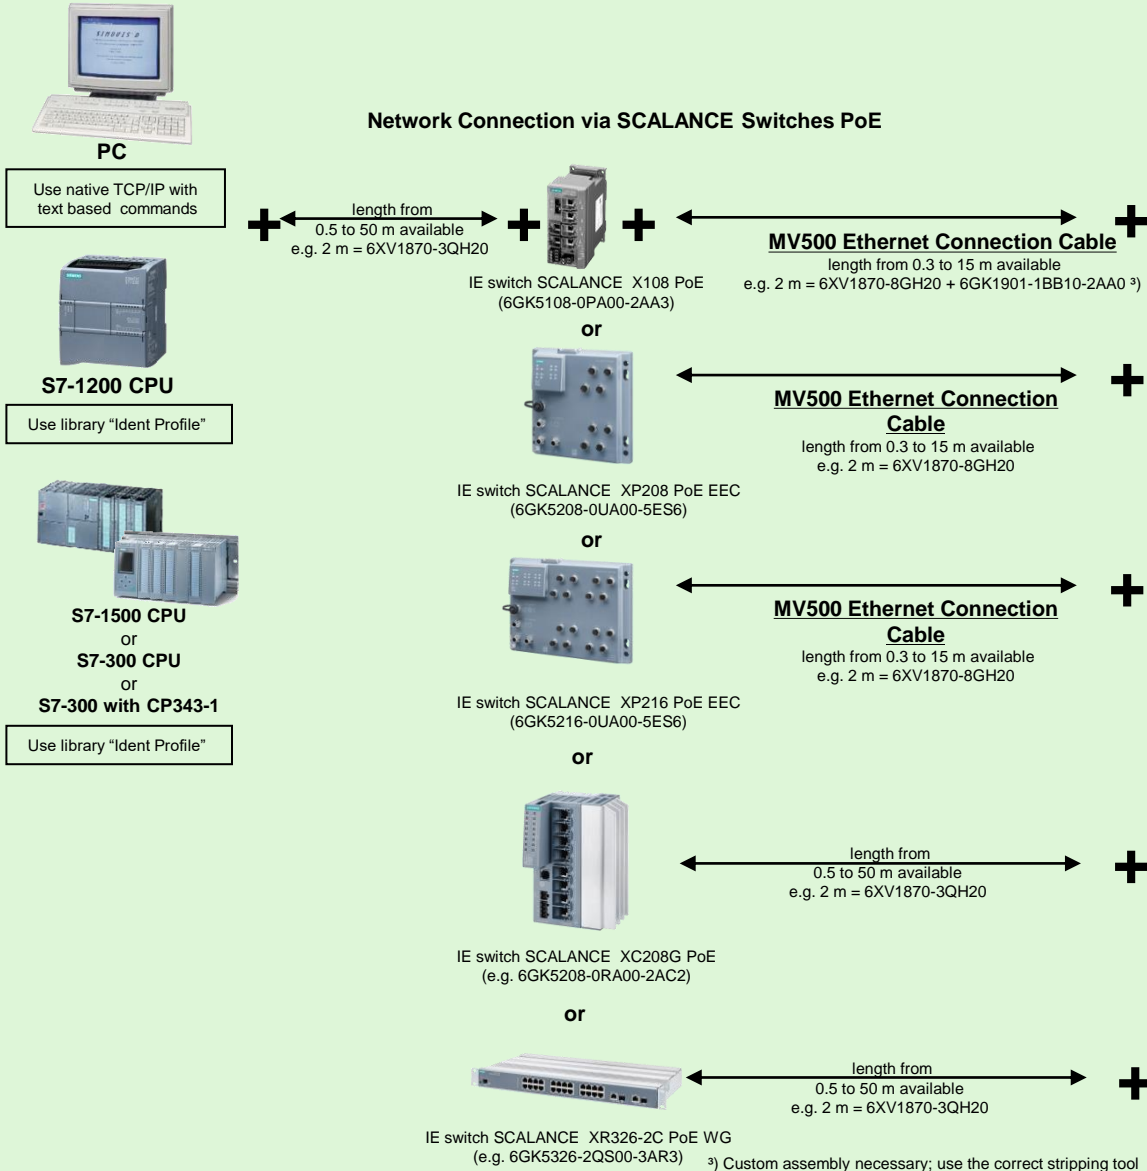 SIMOVIS
PC
Use native TCP/IP with
text based commands
S7-1200 CPU
Use library “Ident Profile”
S7-1500 CPU
or
S7-300 CPU
or
S7-300 with CP343-1
Use library “Ident Profile”
Network Connection via SCALANCE Switches PoE
length from
0.5 to 50 m available
e.g. 2 m = 6XV1870-3QH20
IE switch SCALANCE X108 PoE
(6GK5108-0PA00-2AA3)
MV500 Ethernet Connection Cable
length from 0.3 to 15 m available
e.g. 2 m = 6XV1870-8GH20 + 6GK1901-1BB10-2AA0 ³)
or
IE switch SCALANCE XP208 PoE EEC
(6GK5208-0UA00-5ES6)
MV500 Ethernet Connection
Cable
length from 0.3 to 15 m available
e.g. 2 m = 6XV1870-8GH20
or
IE switch SCALANCE XP216 PoE EEC
(6GK5216-0UA00-5ES6)
MV500 Ethernet Connection
Cable
length from 0.3 to 15 m available
e.g. 2 m = 6XV1870-8GH20
or
IE switch SCALANCE XC208G PoE
(e.g. 6GK5208-0RA00-2AC2)
length from
0.5 to 50 m available
e.g. 2 m = 6XV1870-3QH20
or
IE switch SCALANCE XR326-2C PoE WG
(e.g. 6GK5326-2QS00-3AR3)
length from
0.5 to 50 m available
e.g. 2 m = 6XV1870-3QH20
³) Custom assembly necessary; use the correct stripping tool